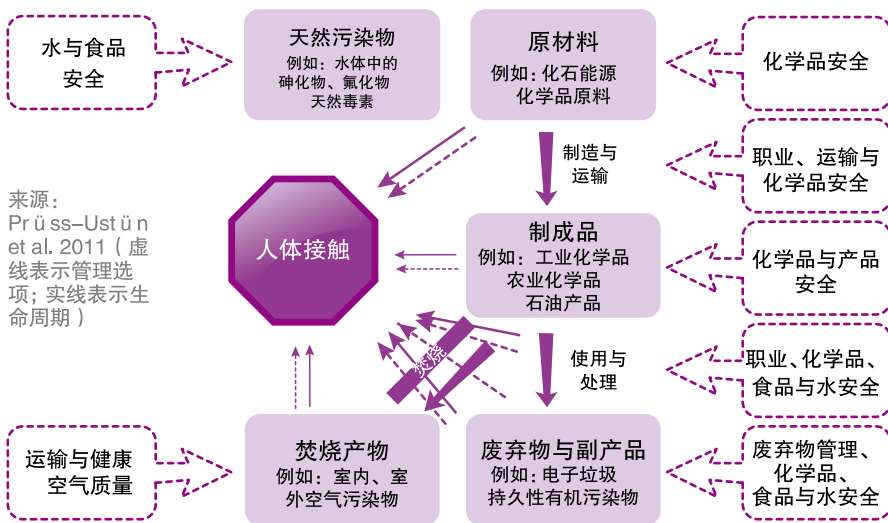 水与食品
安全
天然污染物
例如：水体中的
砷化物、氟化物
天然毒素
原材料
例如：化石能源
化学品原料
化学品安全
制造与
运输
职业、运输与
化学品安全
来源：
Prüss–Ustün
et al. 2011（虚
线表示管理选
项；实线表示生
命周期）
人体接触
制成品
例如：工业化学品
农业化学品
石油产品
化学品与产品
安全
焚烧
使用与
处理
职业、化学品、
食品与水安全
运输与健康
空气质量
焚烧产物
例如：室内、室
外空气污染物
废弃物与副产品
例如：电子垃圾
持久性有机污染物
废弃物管理、
化学品、
食品与水安全